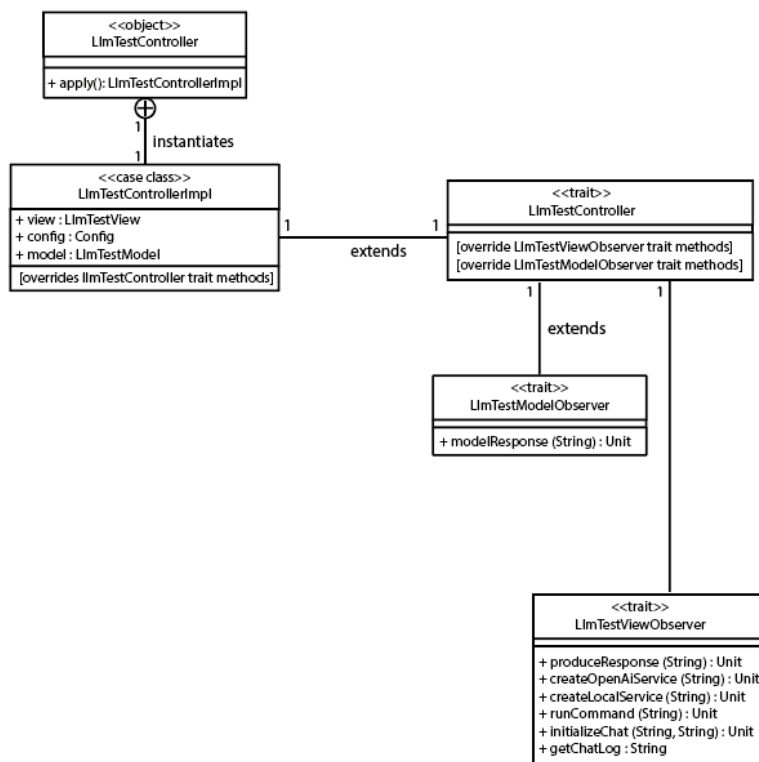 <<object>>
LlmTestController
+ apply(): LlmTestControllerImpl
1
instantiates
1
<<case class>>
LlmTestControllerImpl
+ view : LlmTestView
+ config : Config
+ model : LlmTestModel
[overrides llmTestController trait methods]
1
1
extends
<<trait>>
LlmTestController
[override LlmTestViewObserver trait methods]
[override LlmTestModelObserver trait methods]
1
1
extends
<<trait>>
LlmTestModelObserver
+ modelResponse (String) : Unit
<<trait>>
LlmTestViewObserver
+ produceResponse (String) : Unit
+ createOpenAiService (String) : Unit
+ createLocalService (String) : Unit
+ runCommand (String) : Unit
+ initializeChat (String, String) : Unit
+ getChatLog : String